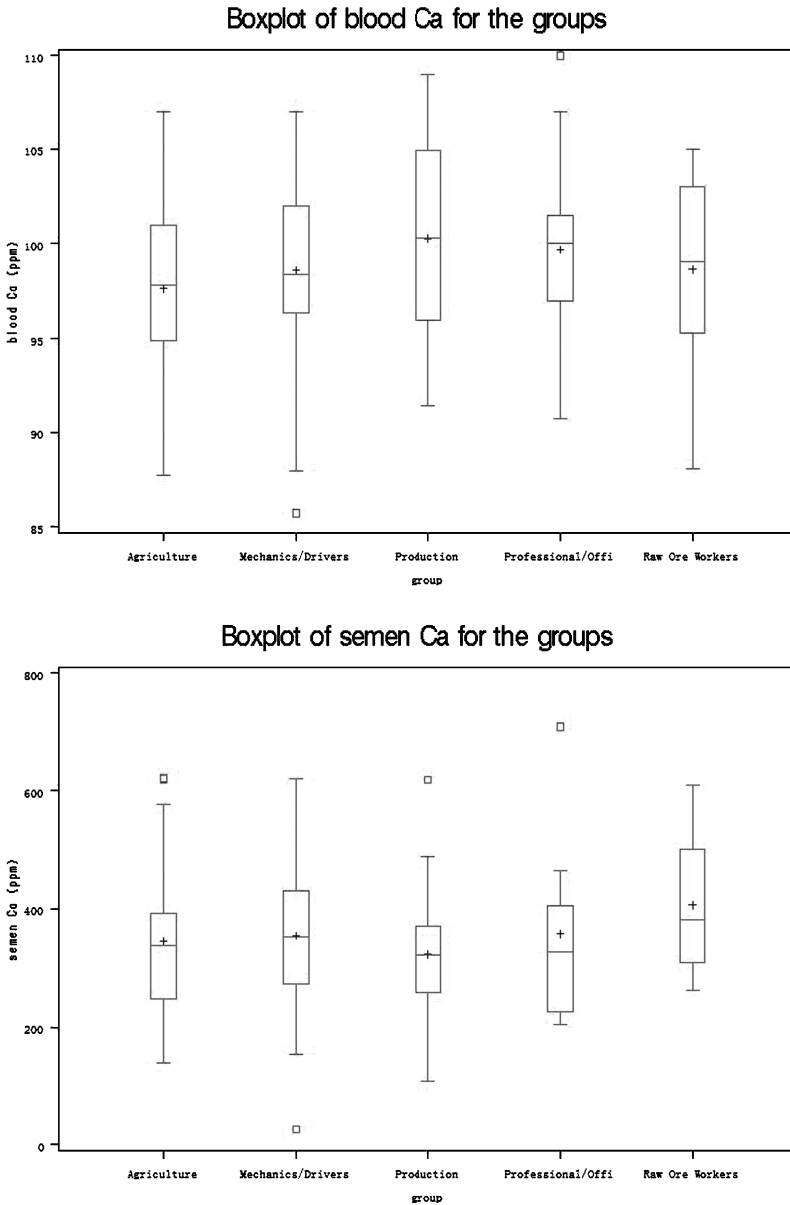 Boxplot of blood Ca for the groups
110
105
100
95
90
85
blood Ca (ppm)
Agriculture Mechanics/Drivers Production Professional/Offi Raw Ore Workers
group
Boxplot of semen Ca for the groups
800
600
400
200
0
semen Ca (ppm)
Agriculture Mechanics/Drivers Production Professional/Offi Raw Ore Workers
group